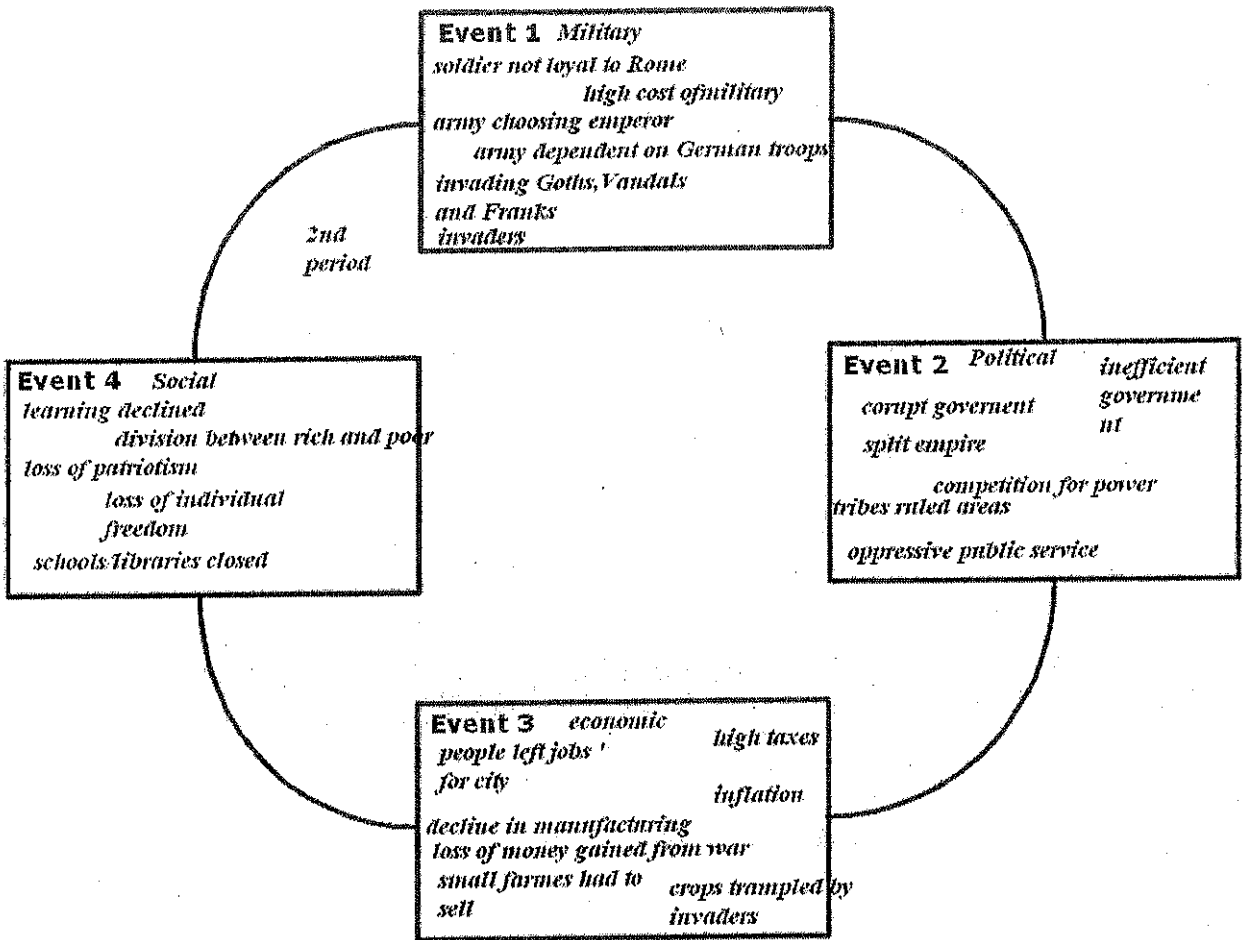 Event 1 Military
soldier not loyal to Rome
high cost ofmilitary
army choosing emperor
army dependent on German troops
invading Goths,Vandals
and Franks
invaders
2nd
period
Event 4 Social
learning declined
division between rich and poor
loss of patriotism
loss of individual
freedom
schools/libraries closed
Event 2 Political
inefficient
governme
nt
corupt goverent
split empire
competition for power
tribes ruled areas
oppressive public service
Event 3 economic
people left jobs '
for city
high taxes
inflation
decline in manufacturing
loss of money gained from war
small farmes had to
sell
crops trampled by
invaders